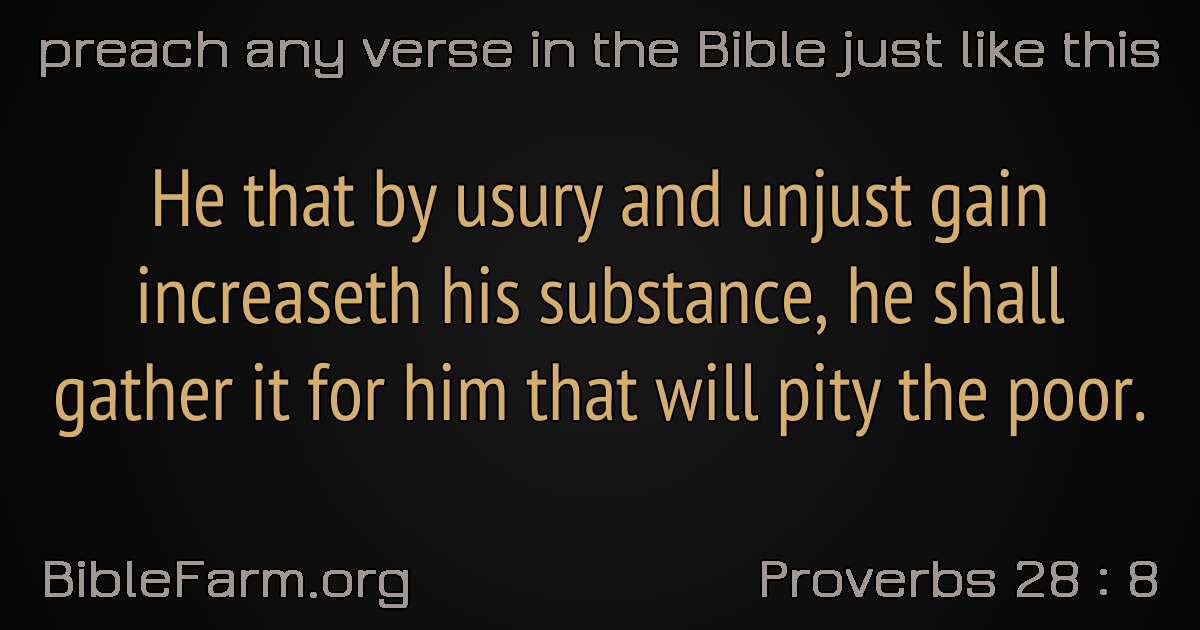 preach any verse in the Bible just like this
He that by usury and unjust gain
increaseth his substance, he shall
gather it for him that will pity the poor.
BibleFarm.org
Proverbs 28 : 8